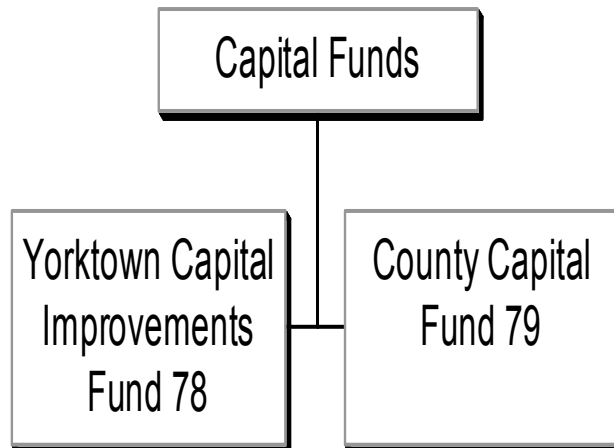 Capital Funds
Yorktown Capital
Improvements
Fund 78
County Capital
Fund 79